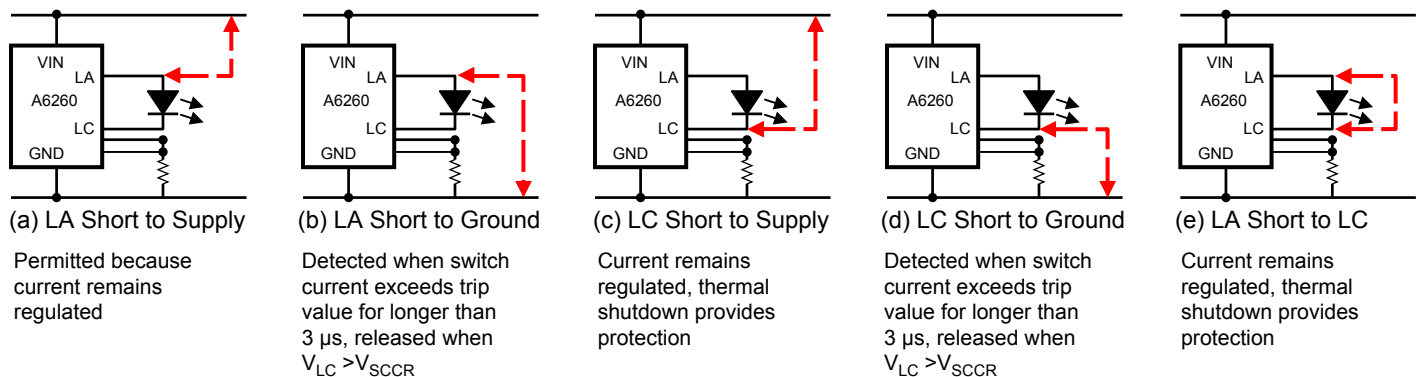 VIN
LA
A6260
LC
GND
(a) LA Short to Supply
Permitted because
current remains
regulated
VIN
LA
A6260
LC
GND
(b) LA Short to Ground
Detected when switch
current exceeds trip
value for longer than
3 µs, released when
V_LC >V_SCCR
VIN
LA
A6260
LC
GND
(c) LC Short to Supply
Current remains
regulated, thermal
shutdown provides
protection
VIN
LA
A6260
LC
GND
(d) LC Short to Ground
Detected when switch
current exceeds trip
value for longer than
3 µs, released when
V_LC >V_SCCR
VIN
LA
A6260
LC
GND
(e) LA Short to LC
Current remains
regulated, thermal
shutdown provides
protection